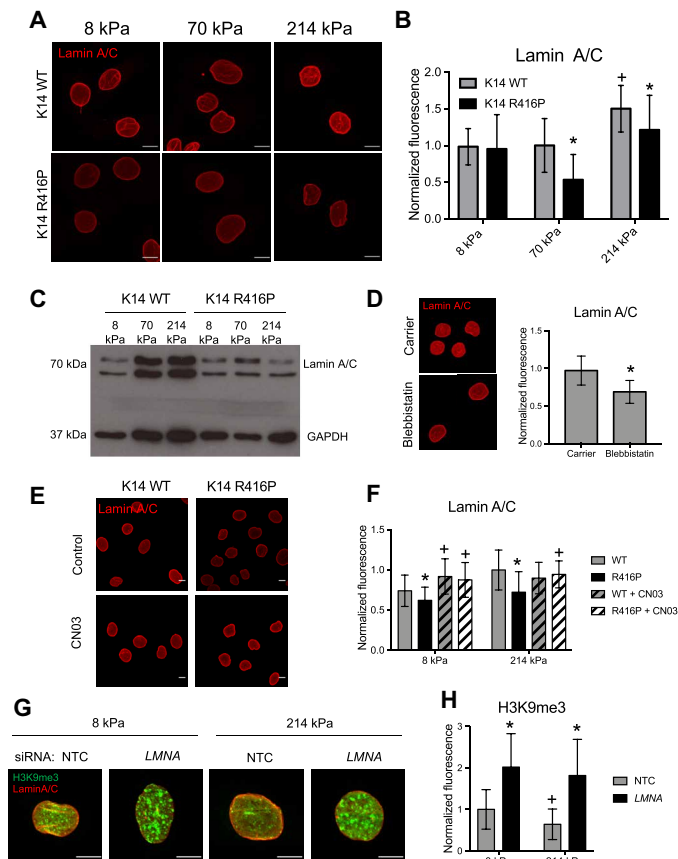 A
8 kPa
70 kPa
214 kPa
Lamin A/C
K14 WT
K14 R416P
B
Lamin A/C
Normalized fluorescence
2.0
1.5
1.0
0.5
0.0
K14 WT
K14 R416P
+
*
*
8 kPa
70 kPa
214 kPa
C
K14 WT
K14 R416P
8 70 214 8 70 214
kPa kPa kPa kPa kPa kPa
70 kDa
Lamin A/C
37 kDa
GAPDH
D
Lamin A/C
Carrier
Blebbistatin
Lamin A/C
Normalized fluorescence
1.5
1.0
0.5
0.0
*
Carrier
Blebbistatin
E
K14 WT
K14 R416P
Lamin A/C
Control
CN03
F
Lamin A/C
Normalized fluorescence
1.5
1.0
0.5
0.0
*
+
+
*
+
8 kPa
214 kPa
WT
R416P
WT + CN03
R416P + CN03
G
8 kPa
214 kPa
siRNA: NTC
LMNA
NTC
LMNA
H3K9me3
LaminA/C
H
H3K9me3
Normalized fluorescence
3
2
1
0
*
+
*
NTC
LMNA